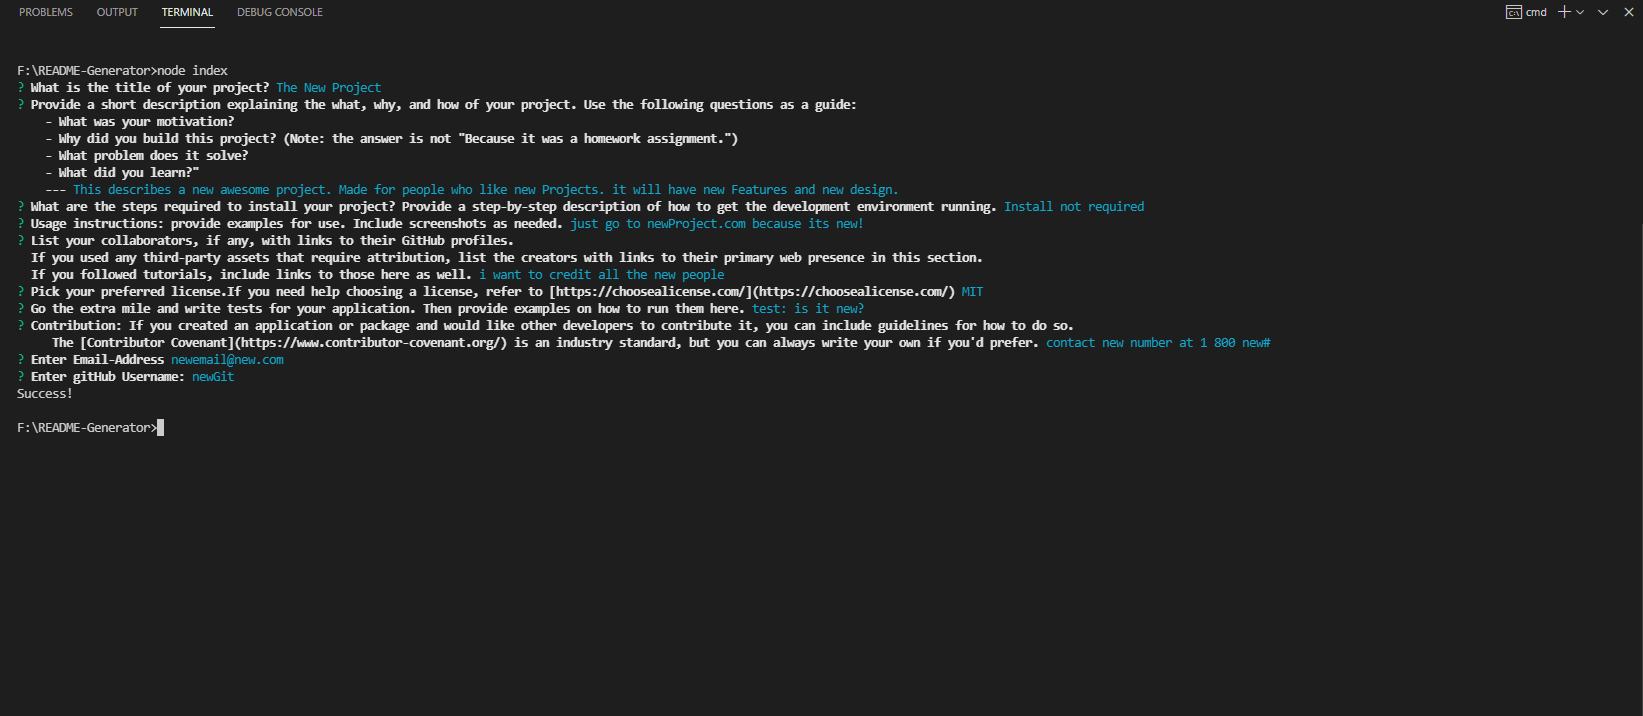 PROBLEMS OUTPUT TERMINAL DEBUG CONSOLE cmd
F:\README-Generator>node index
? What is the title of your project? The New Project
? Provide a short description explaining the what, why, and how of your project. Use the following questions as a guide:
- What was your motivation?
- Why did you build this project? (Note: the answer is not "Because it was a homework assignment.")
- What problem does it solve?
- What did you learn?"
--- This describes a new awesome project. Made for people who like new Projects. it will have new Features and new design.
? What are the steps required to install your project? Provide a step-by-step description of how to get the development environment running. Install not required
? Usage instructions: provide examples for use. Include screenshots as needed. just go to newProject.com because its new!
? List your collaborators, if any, with links to their GitHub profiles.
If you used any third-party assets that require attribution, list the creators with links to their primary web presence in this section.
If you followed tutorials, include links to those here as well. i want to credit all the new people
? Pick your preferred license.If you need help choosing a license, refer to [https://choosealicense.com/](https://choosealicense.com/) MIT
? Go the extra mile and write tests for your application. Then provide examples on how to run them here. test: is it new?
? Contribution: If you created an application or package and would like other developers to contribute it, you can include guidelines for how to do so.
The [Contributor Covenant](https://www.contributor-covenant.org/) is an industry standard, but you can always write your own if you'd prefer. contact new number at 1 800 new#
? Enter Email-Address newemail@new.com
? Enter gitHub Username: newGit
Success!
F:\README-Generator>